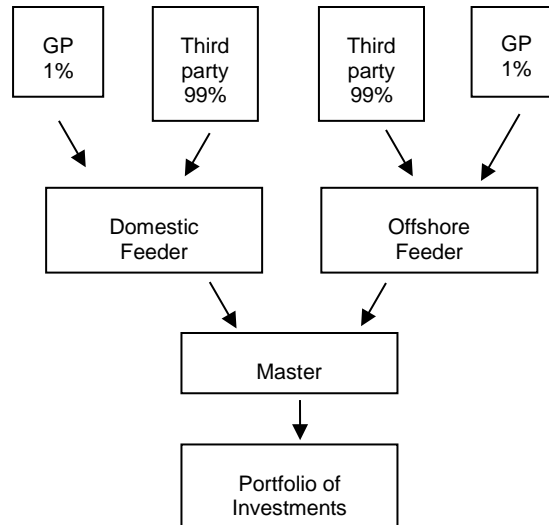 GP
1%
Third
party
99%
Third
party
99%
GP
1%
Domestic
Feeder
Offshore
Feeder
Master
Portfolio of
Investments